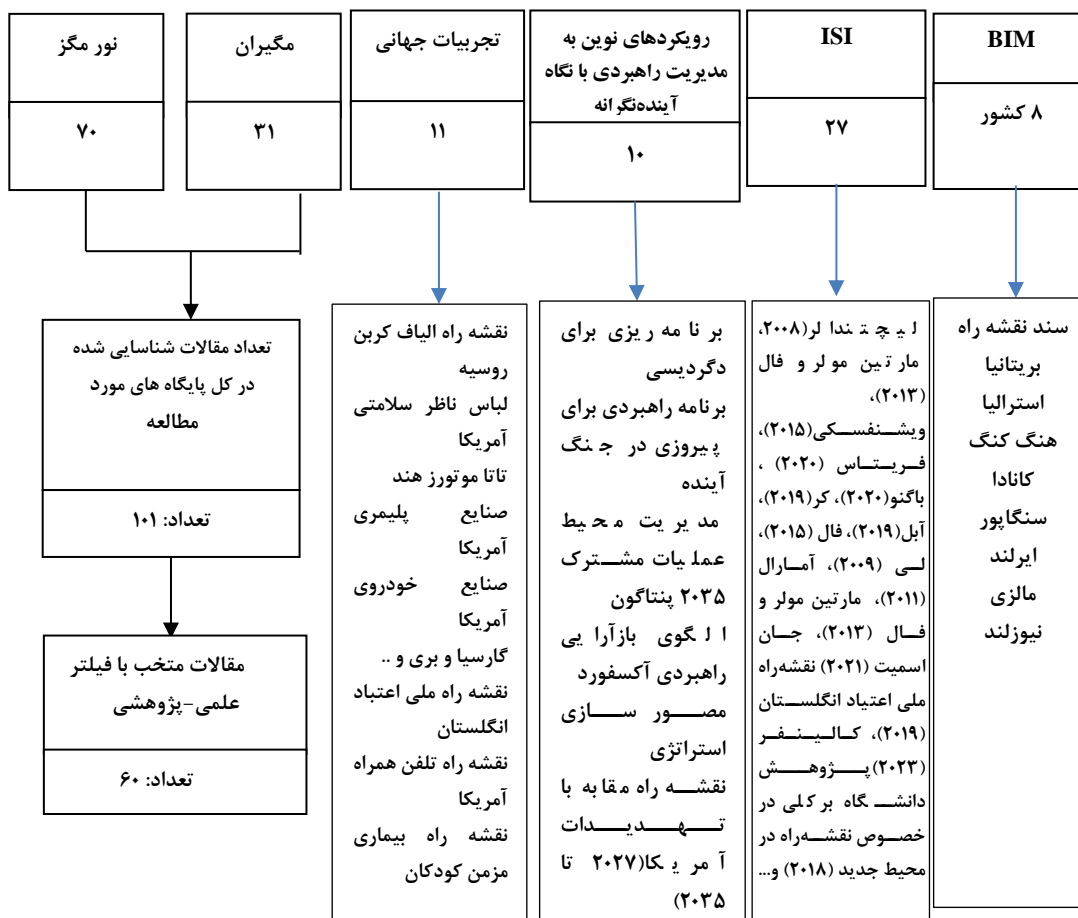 BIM
۸ کشور
ISI
۲۷
رویکردهای نوین به
مدیریت راهبردی با نگاه
آینده‌نگرانه
۱۰
تجربیات جهانی
۱۱
مگیران
۳۱
نور مگز
۷۰
سند نقشه راه
بریتانیا
استرالیا
هنگ کنگ
کانادا
سنگاپور
ایرلند
مالزی
نیوزلند
لیچتندالر(۲۰۰۸،
مارتین مولر و فال
(۲۰۱۳)،
ویشنفسکی(۲۰۱۵)،
فریتاس (۲۰۲۰) ،
باگنو(۲۰۲۰)، کر(۲۰۱۹)،
آبل(۲۰۱۹)، فال (۲۰۱۵)،
لی (۲۰۰۹)، آمارال
(۲۰۱۱)، مارتین مولر و
فال (۲۰۱۳)، جان
اسمیت (۲۰۲۱) نقشه‌راه
ملی اعتیاد انگلستان
(۲۰۱۹)، کالینفر
(۲۰۲۳) پژوهش
دانشگاه برکلی در
خصوص نقشه‌راه در
محیط جدید (۲۰۱۸) و...
برنامه ریزی برای
دگردیسی
برنامه راهبردی برای
پیروزی در جنگ
آینده
مدیریت محیط
عملیات مشترک
۲۰۳۵ پنتاگون
الگوی بازآرایی
راهبردی آکسفورد
مصور سازی
استراتژی
نقشه راه مقابه با
تهدیدات
آمریکا(۲۰۲۷ تا
۲۰۳۵)
نقشه راه الیاف کربن
روسیه
لباس ناظر سلامتی
آمریکا
تاتا موتورز هند
صنایع پلیمری
آمریکا
صنایع خودروی
آمریکا
گارسیا و بری و ..
نقشه راه ملی اعتباد
انگلستان
نقشه راه تلفن همراه
آمریکا
نقشه راه بیماری
مزمن کودکان
تعداد مقالات شناسایی شده
در کل پایگاه های مورد
مطالعه
تعداد: ۱۰۱
مقالات متخب با فیلتر
علمی-پژوهشی
تعداد: ۶۰